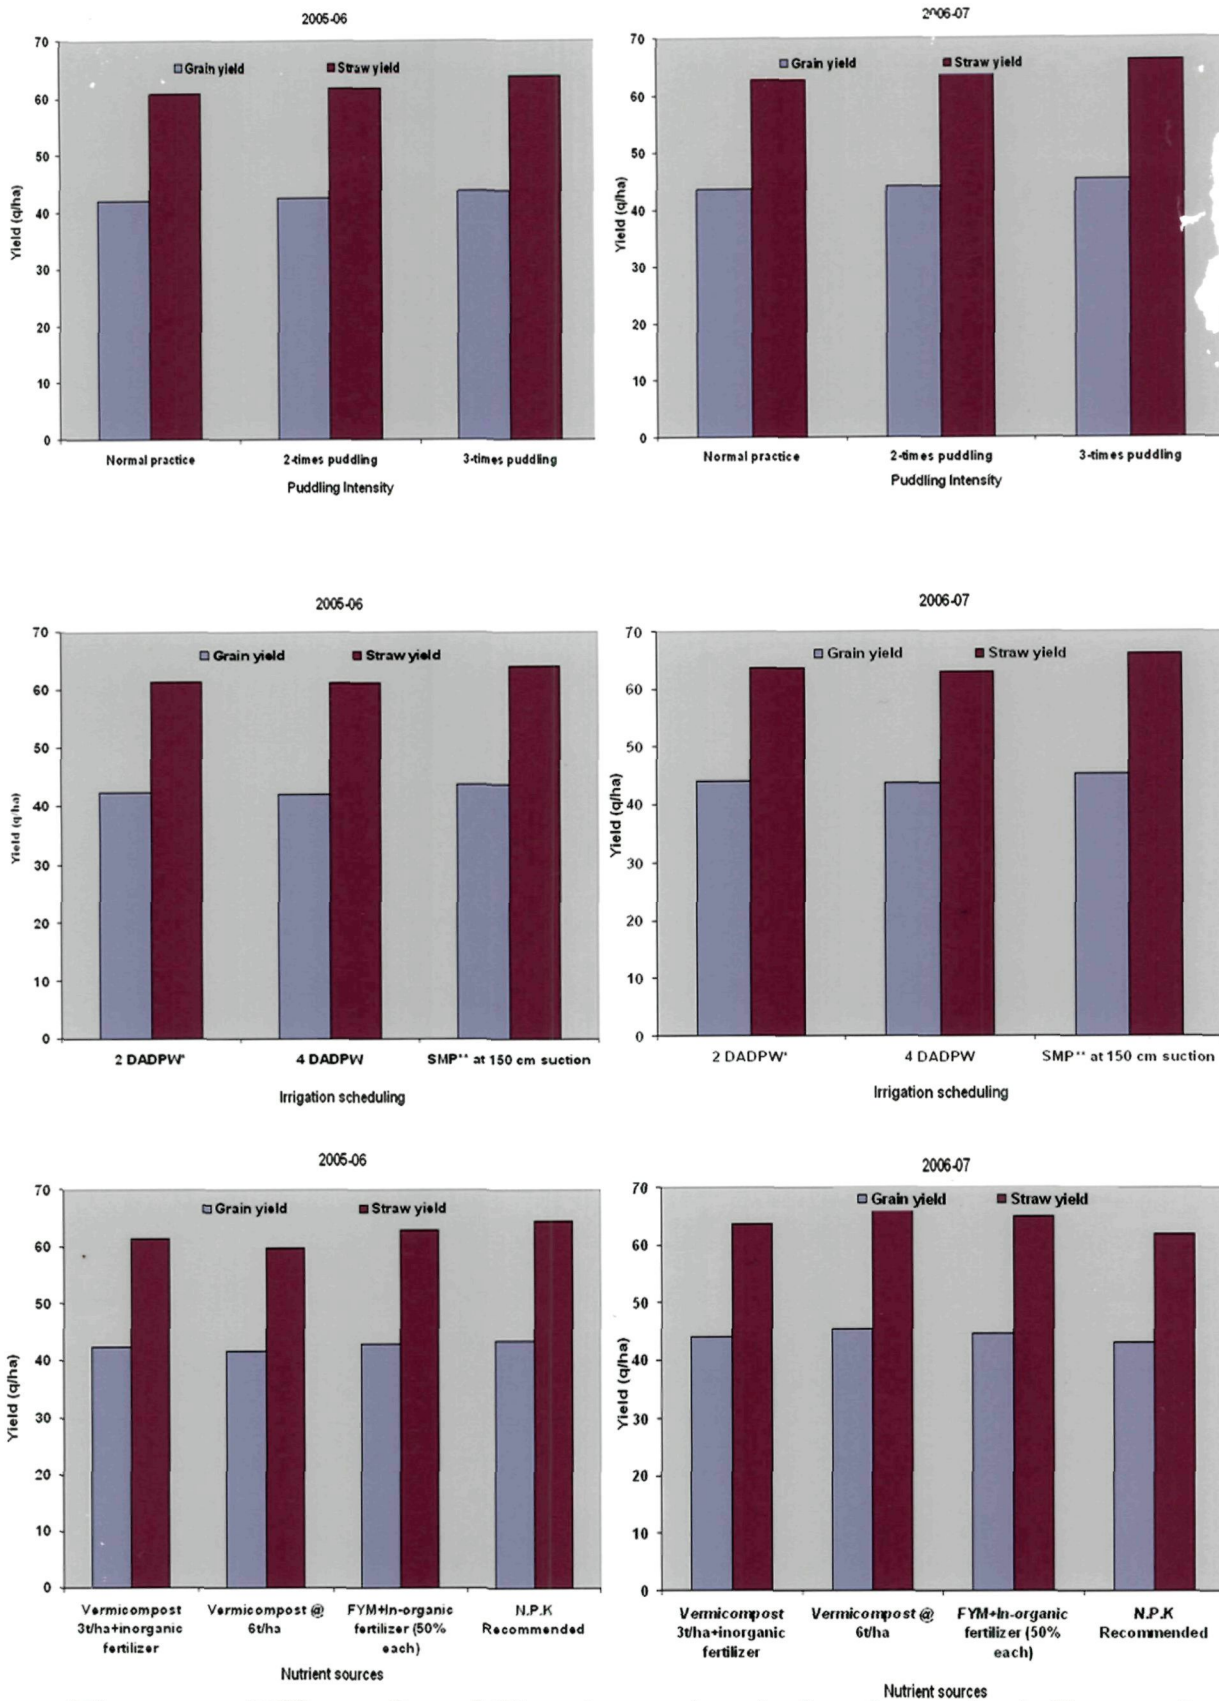 2005-06
70
60
50
40
30
20
10
0
Yield (q/ha)
Grain yield Straw yield
Normal practice 2-times puddling 3-times puddling
Puddling Intensity
2006-07
70
60
50
40
30
20
10
0
Yield (q/ha)
Grain yield Straw yield
Normal practice 2-times puddling 3-times puddling
Puddling Intensity
2005-06
70
60
50
40
30
20
10
0
Yield (q/ha)
Grain yield Straw yield
2 DADPW* 4 DADPW SMP** at 150 cm suction
Irrigation scheduling
2006-07
70
60
50
40
30
20
10
0
Yield (q/ha)
Grain yield Straw yield
2 DADPW* 4 DADPW SMP** at 150 cm suction
Irrigation scheduling
2005-06
70
60
50
40
30
20
10
0
Yield (q/ha)
Grain yield Straw yield
Vermicompost Vermicompost @ FYM+In-organic N.P.K
3t/ha+inorganic 6t/ha fertilizer (50% Recommended
fertilizer each)
Nutrient sources
2006-07
70
60
50
40
30
20
10
0
Yield (q/ha)
Grain yield Straw yield
Vermicompost Vermicompost @ FYM+In-organic N.P.K
3t/ha+inorganic 6t/ha fertilizer (50% Recommended
fertilizer each)
Nutrient sources